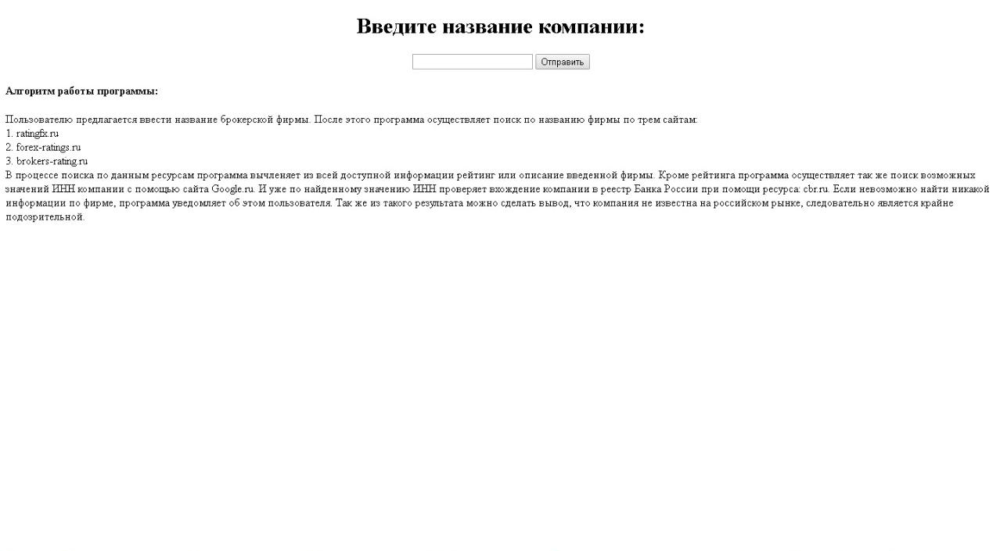 Введите название компании:
Отправить
Алгоритм работы программы:
Пользователю предлагается ввести название брокерской фирмы. После этого программа осуществляет поиск по названию фирмы по трем сайтам:
1. ratingfx.ru
2. forex-ratings.ru
3. brokers-rating.ru
В процессе поиска по данным ресурсам программа вычленяет из всей доступной информации рейтинг или описание введенной фирмы. Кроме рейтинга программа осуществляет так же поиск возможных
значений ИНН компании с помощью сайта Google.ru. И уже по найденному значению ИНН проверяет вхождение компании в реестр Банка России при помощи ресурса: cbr.ru. Если невозможно найти никакой
информации по фирме, программа уведомляет об этом пользователя. Так же из такого результата можно сделать вывод, что компания не известна на российском рынке, следовательно является крайне
подозрительной.